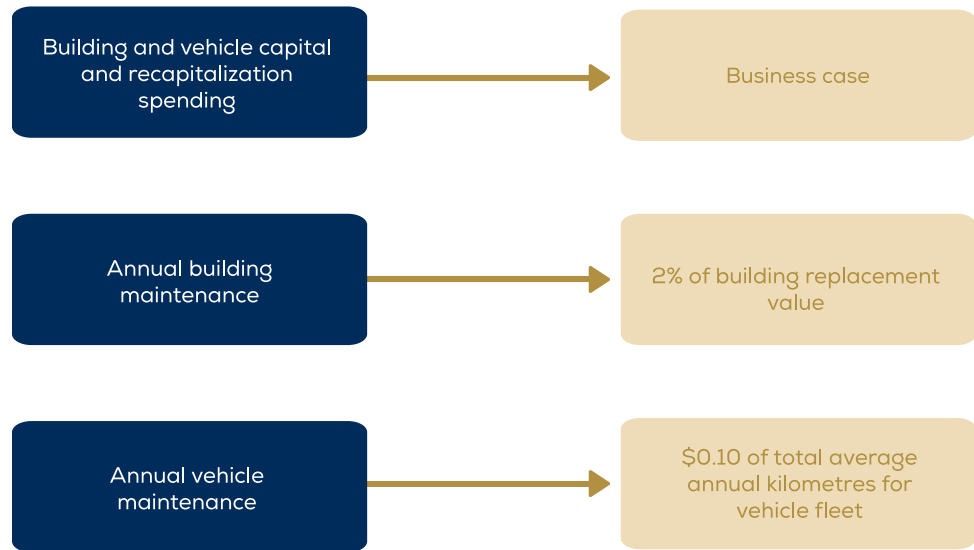 Building and vehicle capital
and recapitalization
spending
Business case
Annual building
maintenance
2% of building replacement
value
Annual vehicle
maintenance
$0.10 of total average
annual kilometres for
vehicle fleet